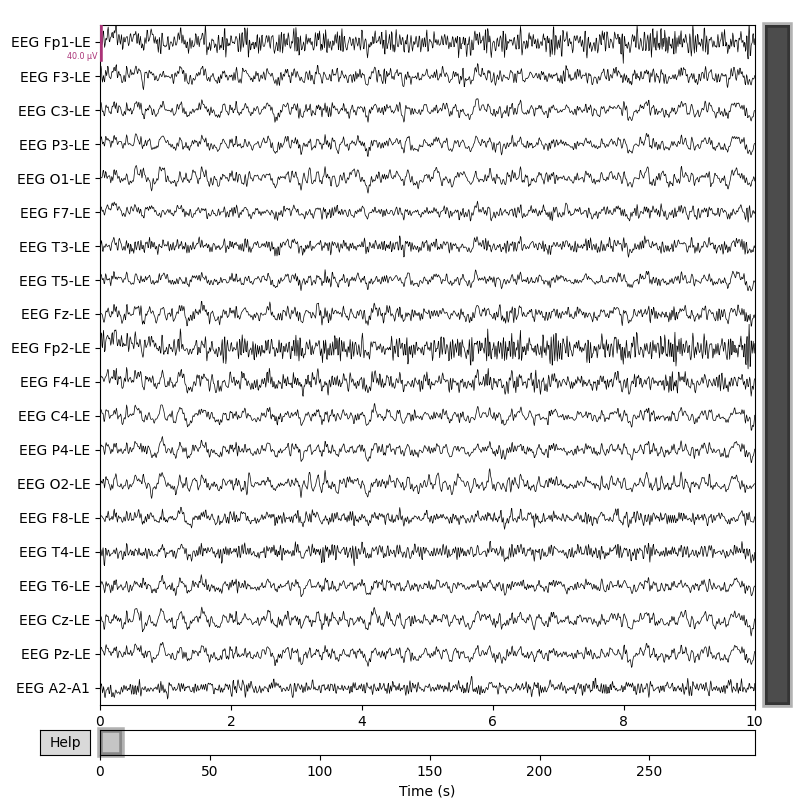 EEG Fp1-LE
40.0 µV
EEG F3-LE
EEG C3-LE
EEG P3-LE
EEG O1-LE
EEG F7-LE
EEG T3-LE
EEG T5-LE
EEG Fz-LE
EEG Fp2-LE
EEG F4-LE
EEG C4-LE
EEG P4-LE
EEG O2-LE
EEG F8-LE
EEG T4-LE
EEG T6-LE
EEG Cz-LE
EEG Pz-LE
EEG A2-A1
0 2 4 6 8 10
Help
0 50 100 150 200 250
Time (s)